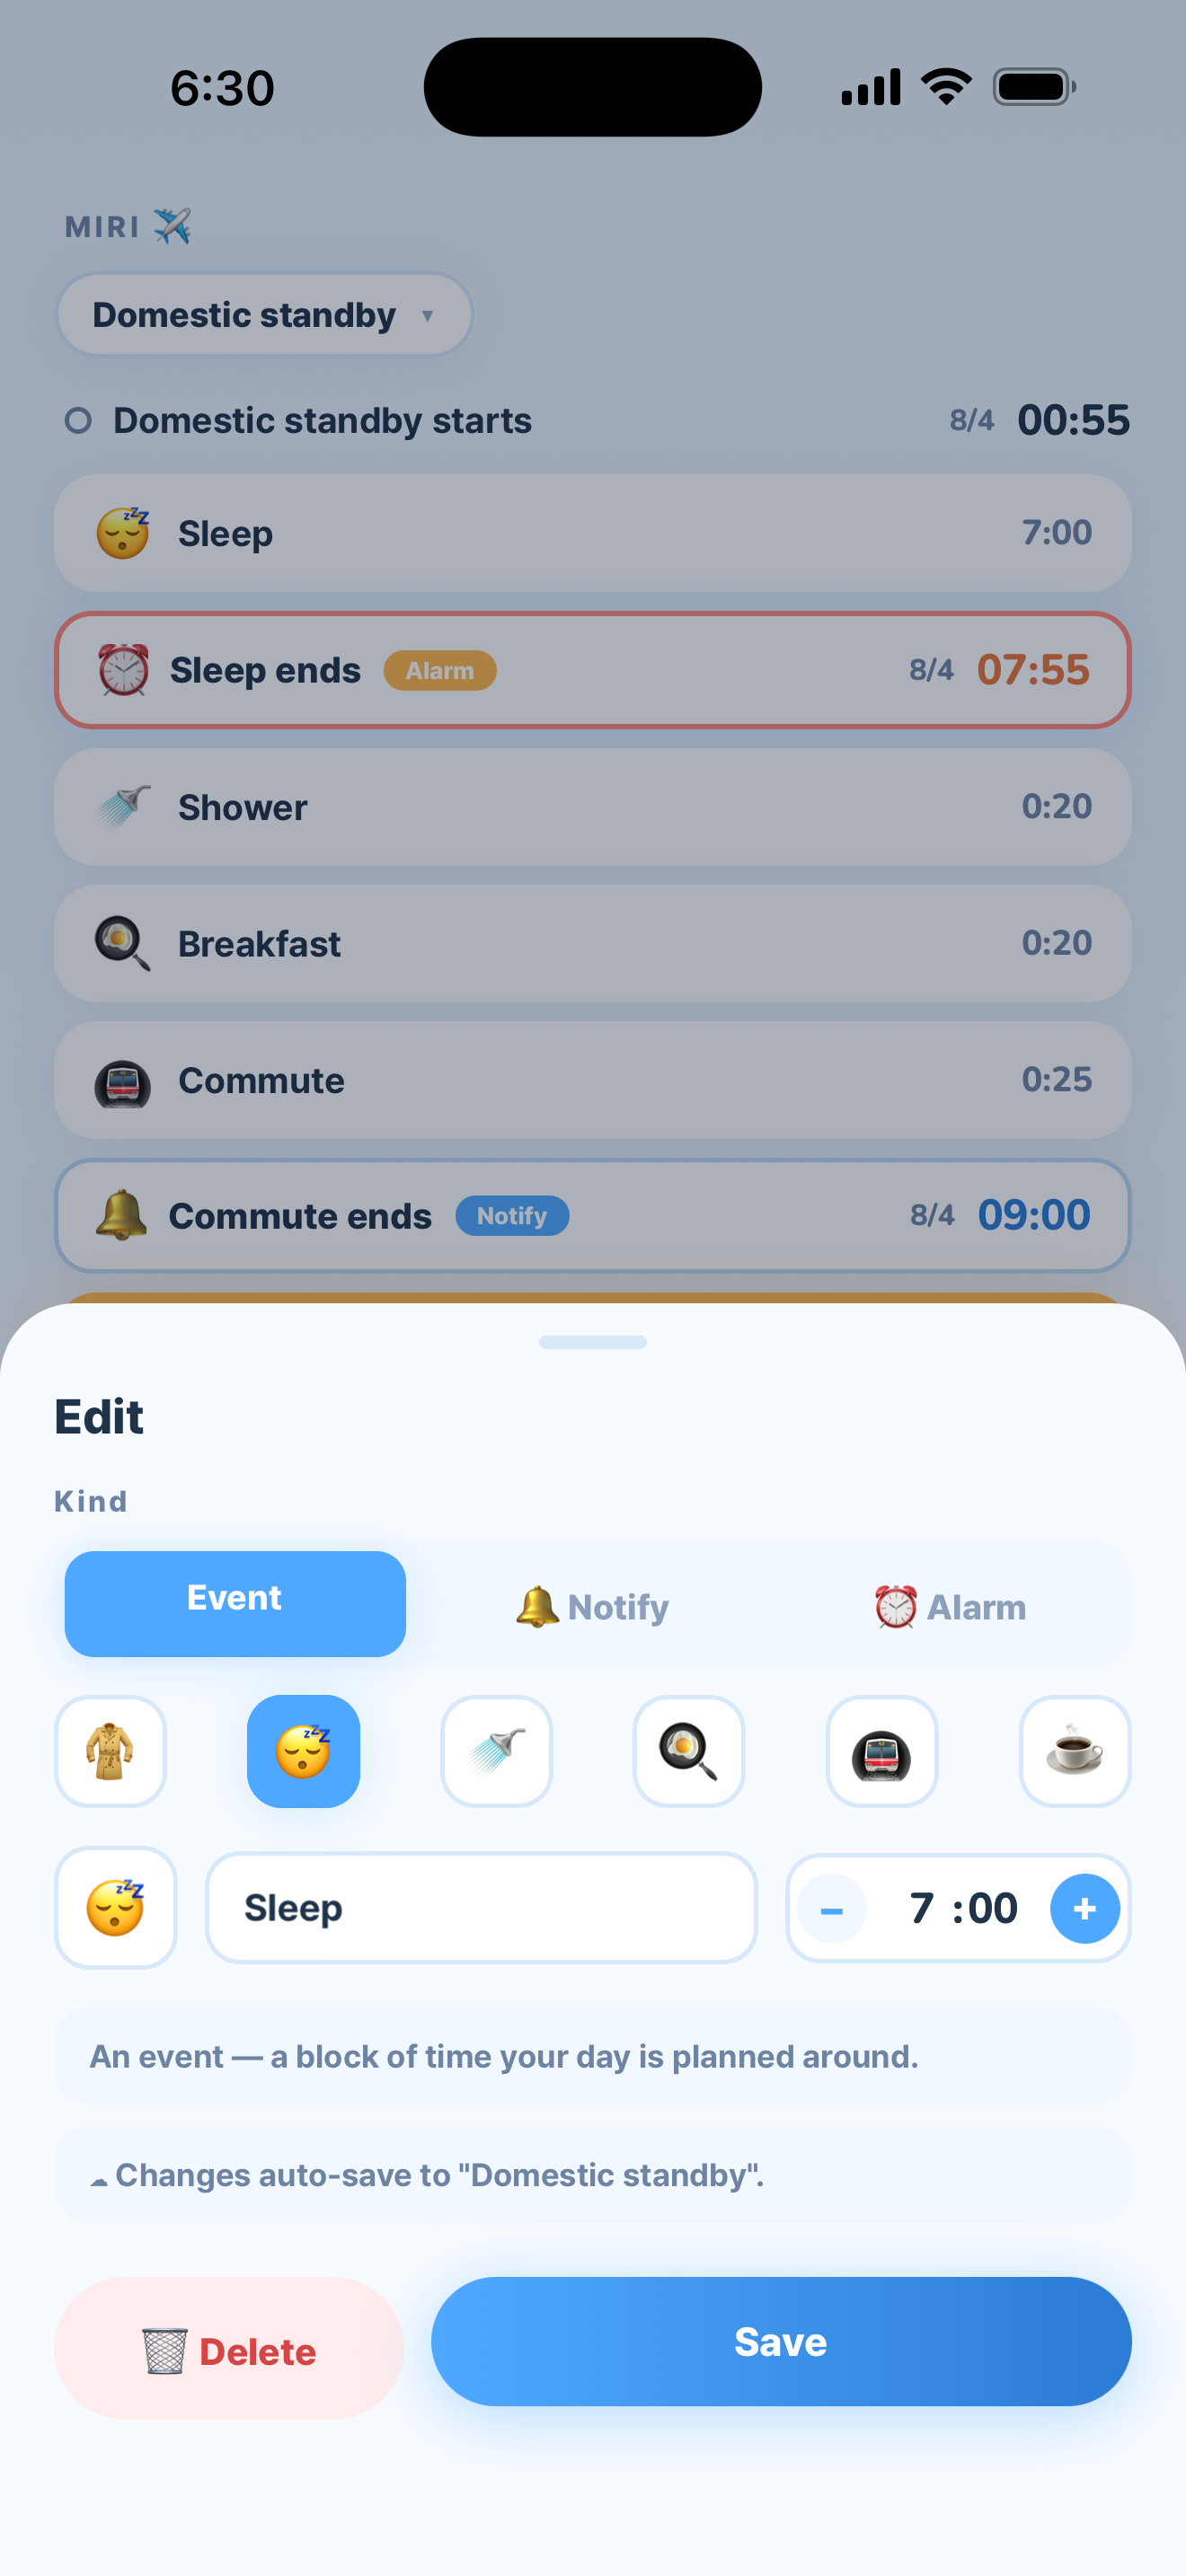 6:30
MIRI ✈️
Domestic standby ▼
Domestic standby starts 8/4 00:55
Sleep 7:00
Sleep ends Alarm 8/4 07:55
Shower 0:20
Breakfast 0:20
Commute 0:25
Commute ends Notify 8/4 09:00
Edit
Kind
Event 🔔 Notify ⏰ Alarm
Sleep − 7 :00 +
An event — a block of time your day is planned around.
☁ Changes auto-save to "Domestic standby".
🗑️ Delete Save